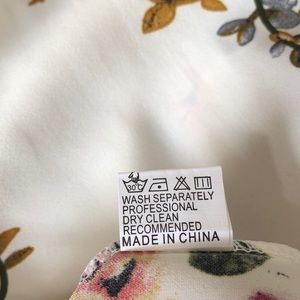 30°C
WASH SEPARATELY
PROFESSIONAL
DRY CLEAN
RECOMMENDED
MADE IN CHINA